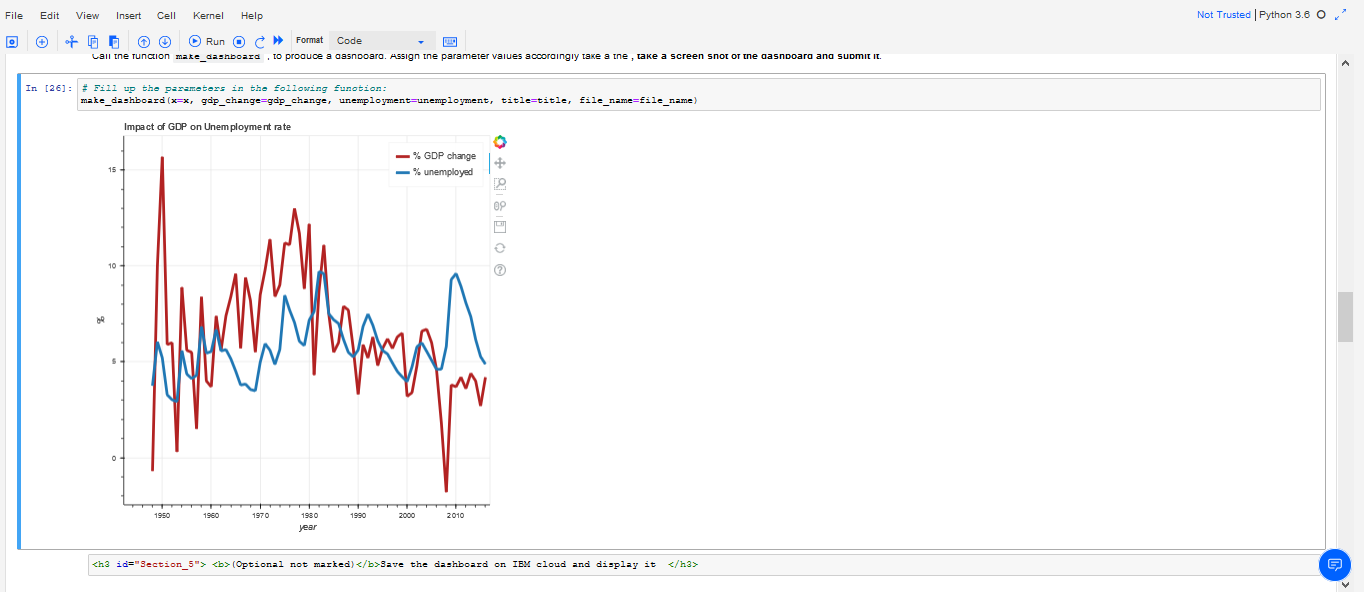 File Edit View Insert Cell Kernel Help Not Trusted Python 3.6
Run Format Code
Call the function make_dashboard , to produce a dashboard. Assign the parameter values accordingly take a the , take a screen shot of the dashboard and submit it.
In [26]: # Fill up the parameters in the following function:
make_dashboard(x=x, gdp_change=gdp_change, unemployment=unemployment, title=title, file_name=file_name)
Impact of GDP on Unemployment rate
% GDP change
% unemployed
15
10
%
5
0
1950 1960 1970 1980 1990 2000 2010
year
<h3 id="Section_5"> <b>(Optional not marked)</b>Save the dashboard on IBM cloud and display it </h3>